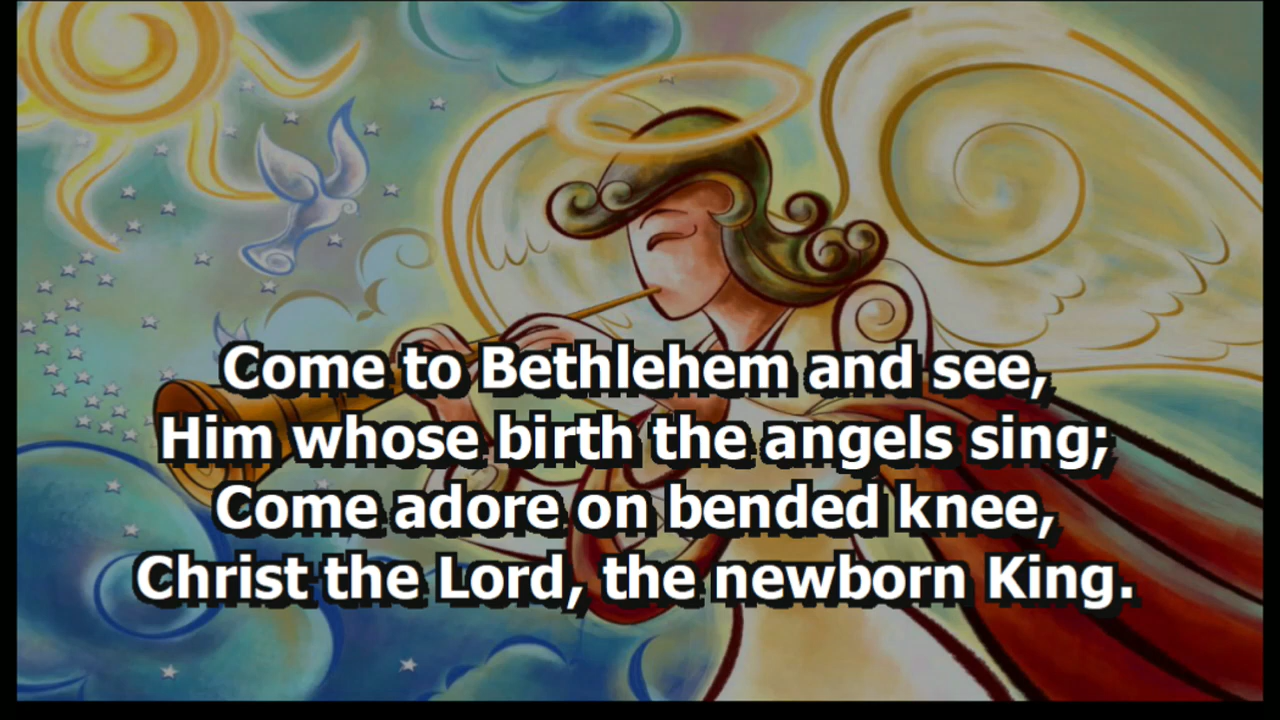 Come to Bethlehem and see,
Him whose birth the angels sing;
Come adore on bended knee,
Christ the Lord, the newborn King.